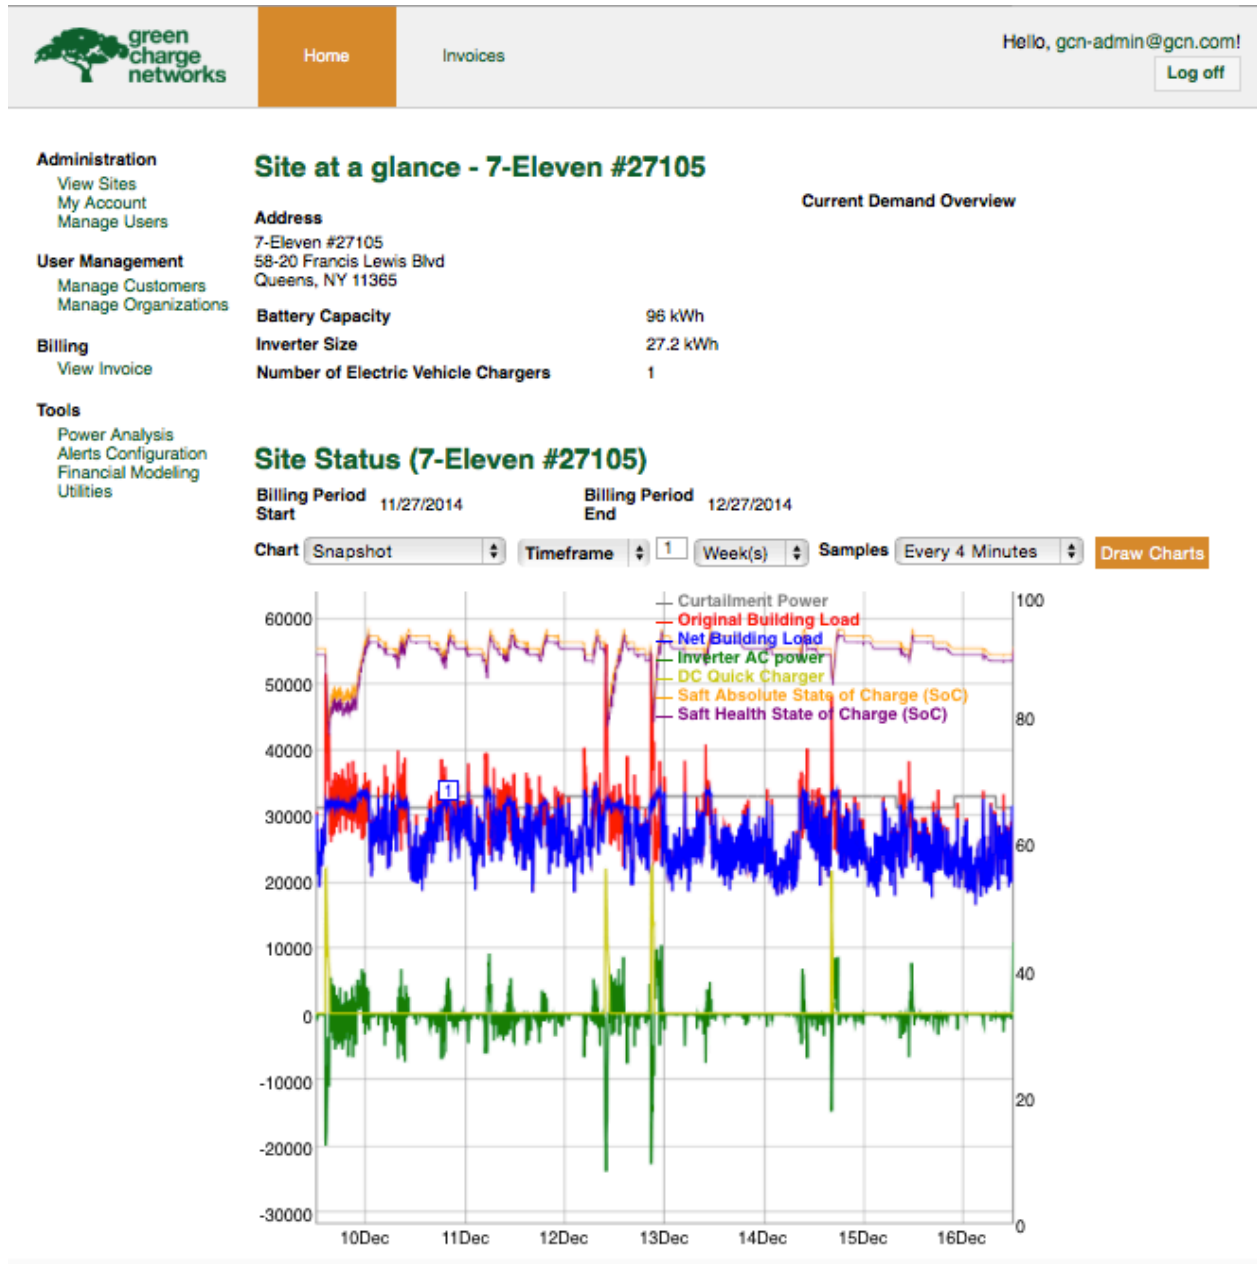 green
charge
networks
Home
Invoices
Hello, gcn-admin@gcn.com!
Log off
Administration
View Sites
My Account
Manage Users
User Management
Manage Customers
Manage Organizations
Billing
View Invoice
Tools
Power Analysis
Alerts Configuration
Financial Modeling
Utilities
Site at a glance - 7-Eleven #27105
Current Demand Overview
Address
7-Eleven #27105
58-20 Francis Lewis Blvd
Queens, NY 11365
Battery Capacity 96 kWh
Inverter Size 27.2 kWh
Number of Electric Vehicle Chargers 1
Site Status (7-Eleven #27105)
Billing Period Start 11/27/2014 Billing Period End 12/27/2014
Chart Snapshot Timeframe 1 Week(s) Samples Every 4 Minutes Draw Charts
Curtailment Power
Original Building Load
Net Building Load
Inverter AC power
DC Quick Charger
Saft Absolute State of Charge (SoC)
Saft Health State of Charge (SoC)
60000
50000
40000
30000
20000
10000
0
-10000
-20000
-30000
1
100
80
60
40
20
0
10Dec 11Dec 12Dec 13Dec 14Dec 15Dec 16Dec